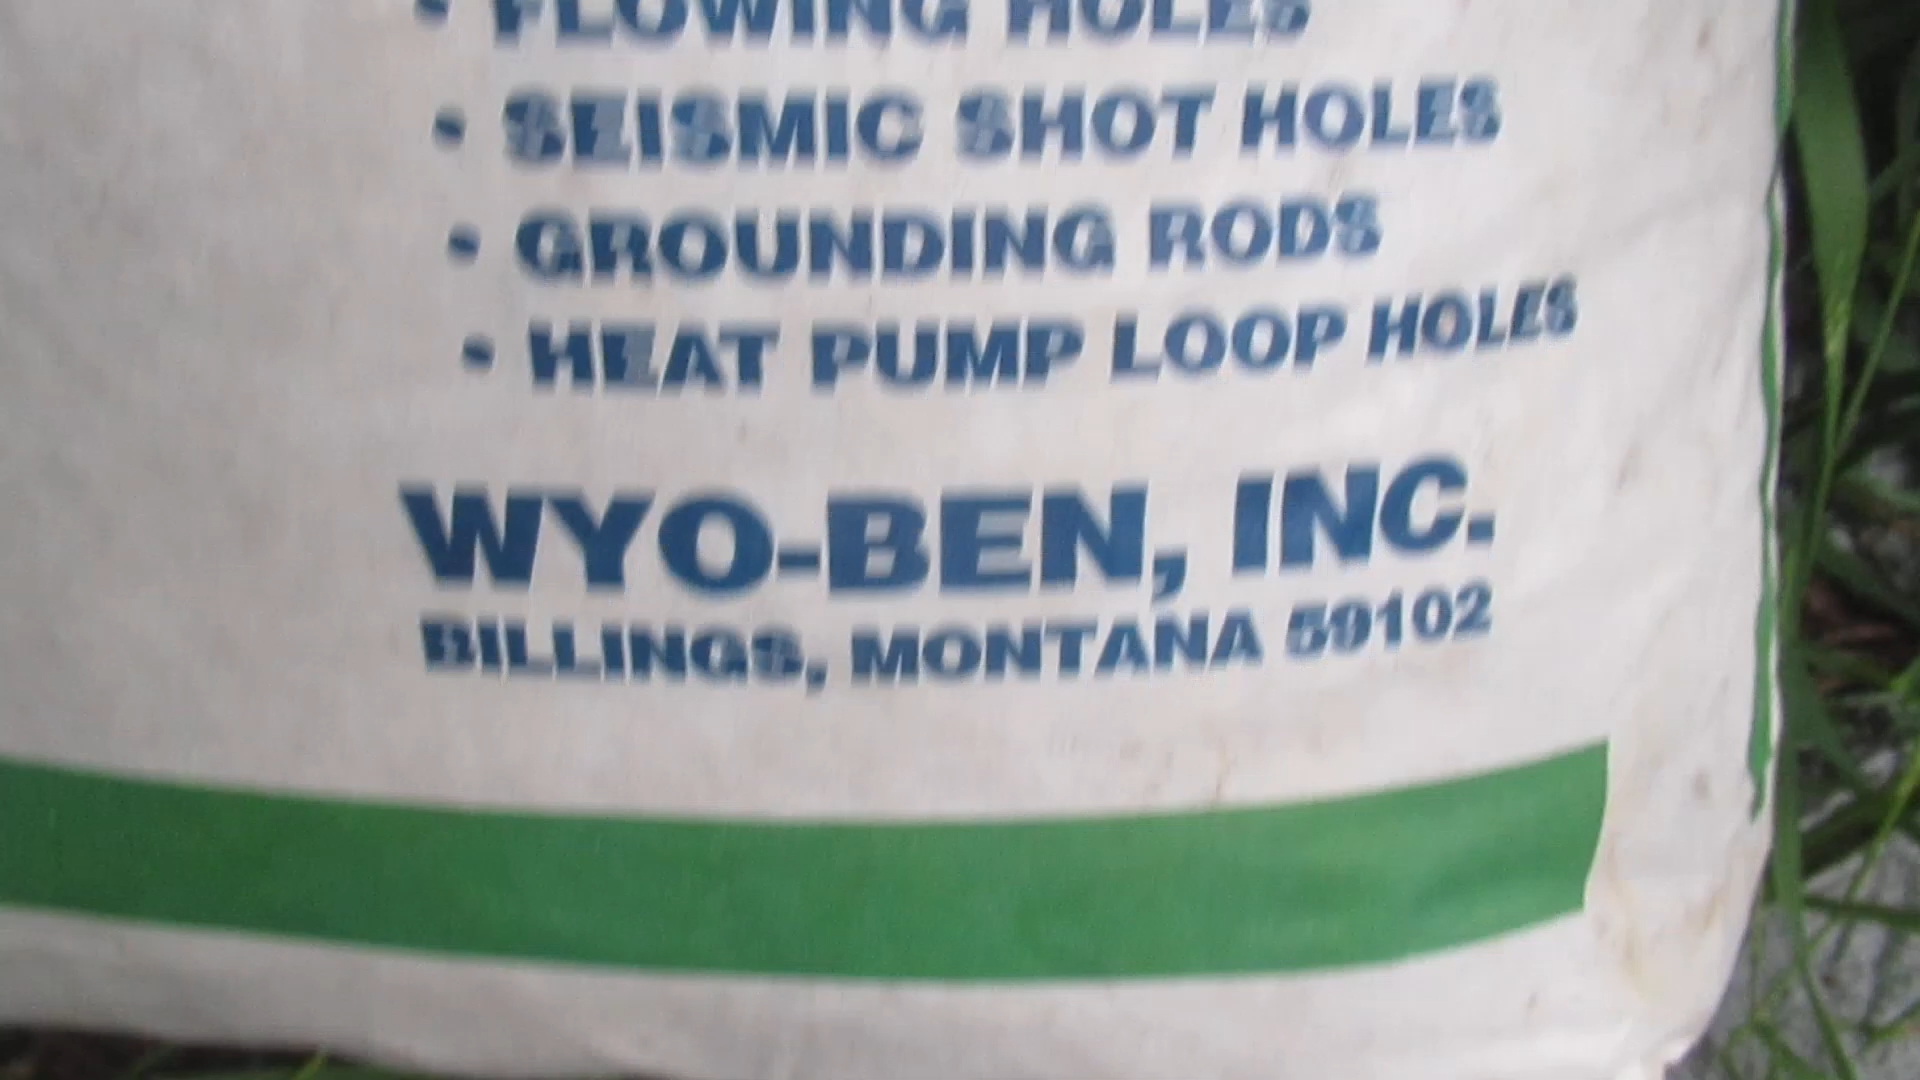 • FLOWING HOLES
• SEISMIC SHOT HOLES
• GROUNDING RODS
• HEAT PUMP LOOP HOLES
WYO-BEN, INC.
BILLINGS, MONTANA 59102